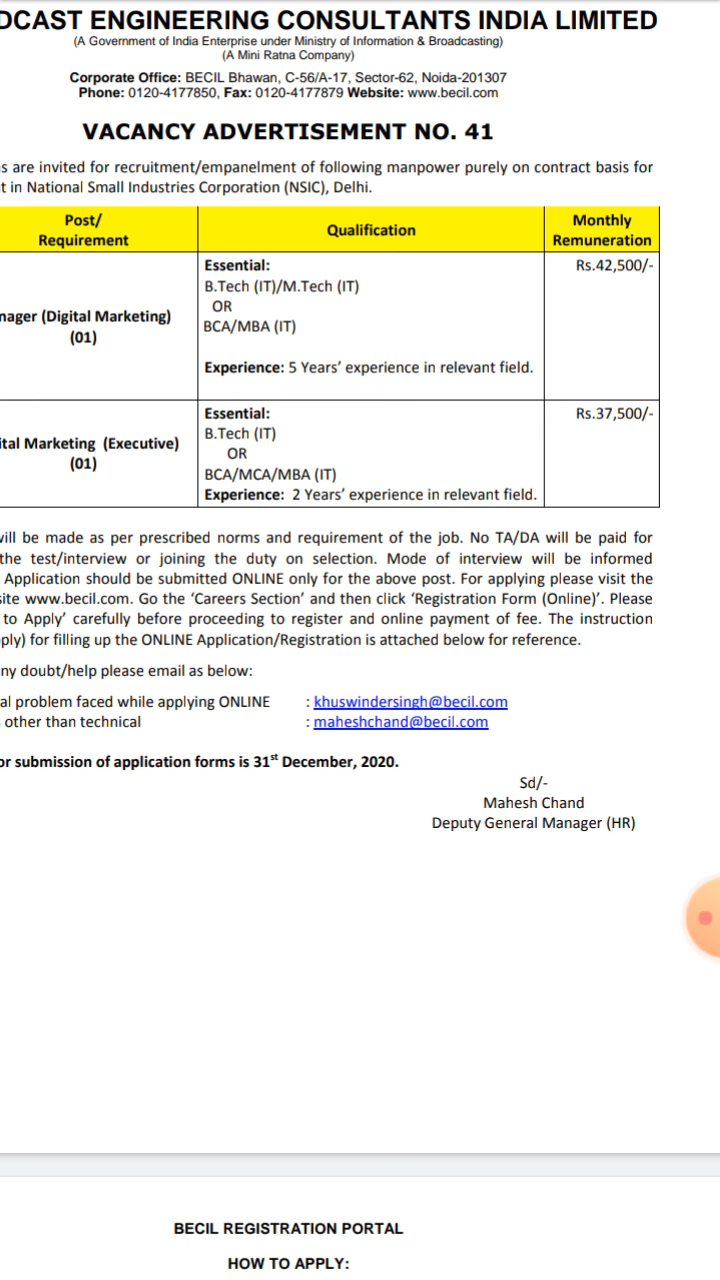 DCAST ENGINEERING CONSULTANTS INDIA LIMITED
(A Government of India Enterprise under Ministry of Information & Broadcasting)
(A Mini Ratna Company)
Corporate Office: BECIL Bhawan, C-56/A-17, Sector-62, Noida-201307
Phone: 0120-4177850, Fax: 0120-4177879 Website: www.becil.com
VACANCY ADVERTISEMENT NO. 41
s are invited for recruitment/empanelment of following manpower purely on contract basis for
t in National Small Industries Corporation (NSIC), Delhi.
Post/
Requirement
Qualification
Monthly
Remuneration
nager (Digital Marketing)
(01)
Essential:
B.Tech (IT)/M.Tech (IT)
OR
BCA/MBA (IT)
Experience: 5 Years’ experience in relevant field.
Rs.42,500/-
ital Marketing (Executive)
(01)
Essential:
B.Tech (IT)
OR
BCA/MCA/MBA (IT)
Experience: 2 Years’ experience in relevant field.
Rs.37,500/-
will be made as per prescribed norms and requirement of the job. No TA/DA will be paid for
the test/interview or joining the duty on selection. Mode of interview will be informed
Application should be submitted ONLINE only for the above post. For applying please visit the
site www.becil.com. Go the ‘Careers Section’ and then click ‘Registration Form (Online)’. Please
to Apply’ carefully before proceeding to register and online payment of fee. The instruction
ply) for filling up the ONLINE Application/Registration is attached below for reference.
ny doubt/help please email as below:
al problem faced while applying ONLINE : khuswindersingh@becil.com
other than technical : maheshchand@becil.com
or submission of application forms is 31st December, 2020.
Sd/-
Mahesh Chand
Deputy General Manager (HR)
BECIL REGISTRATION PORTAL
HOW TO APPLY: